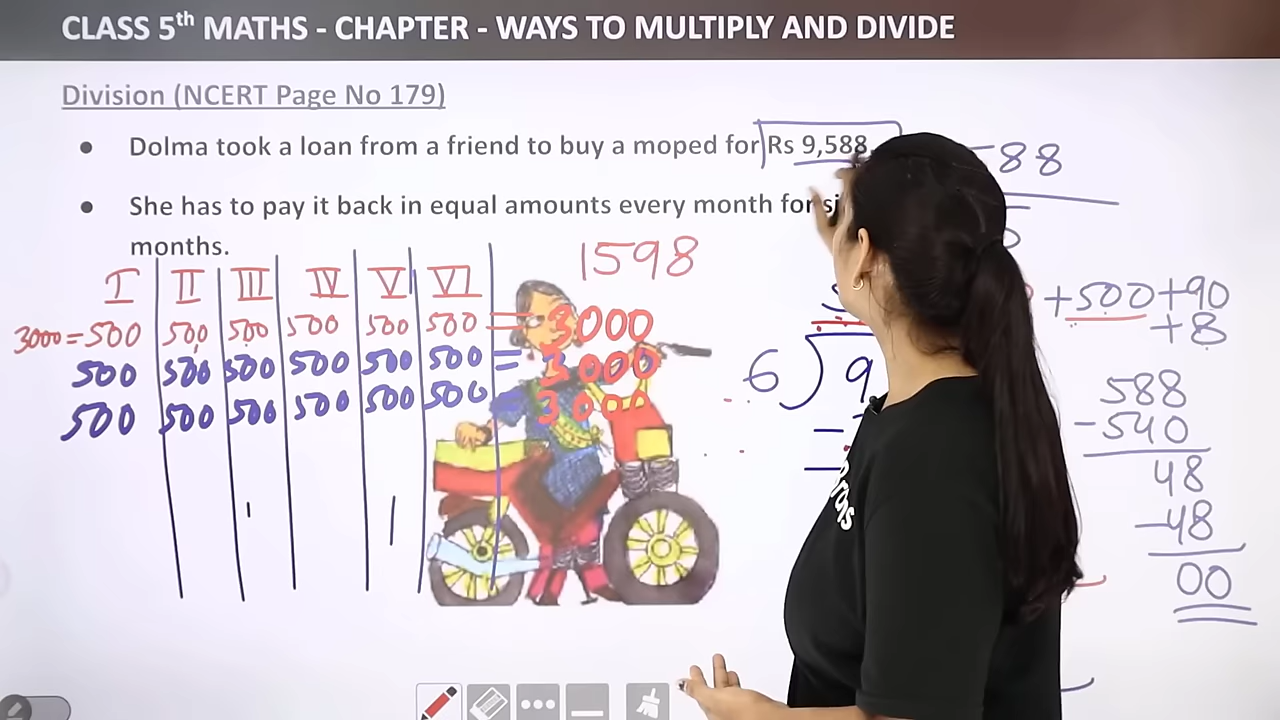 CLASS 5th MATHS - CHAPTER - WAYS TO MULTIPLY AND DIVIDE
Division (NCERT Page No 179)
• Dolma took a loan from a friend to buy a moped for Rs 9,588
• She has to pay it back in equal amounts every month for
months.
1598
I II III IV V VI
3000=500 500 500 500 500 500 = 3000
500 500 500 500 500 500 = 3000
500 500 500 500 500 500 = 3000
6 ) 9
88
+500+90
+8
588
-540
48
-48
00